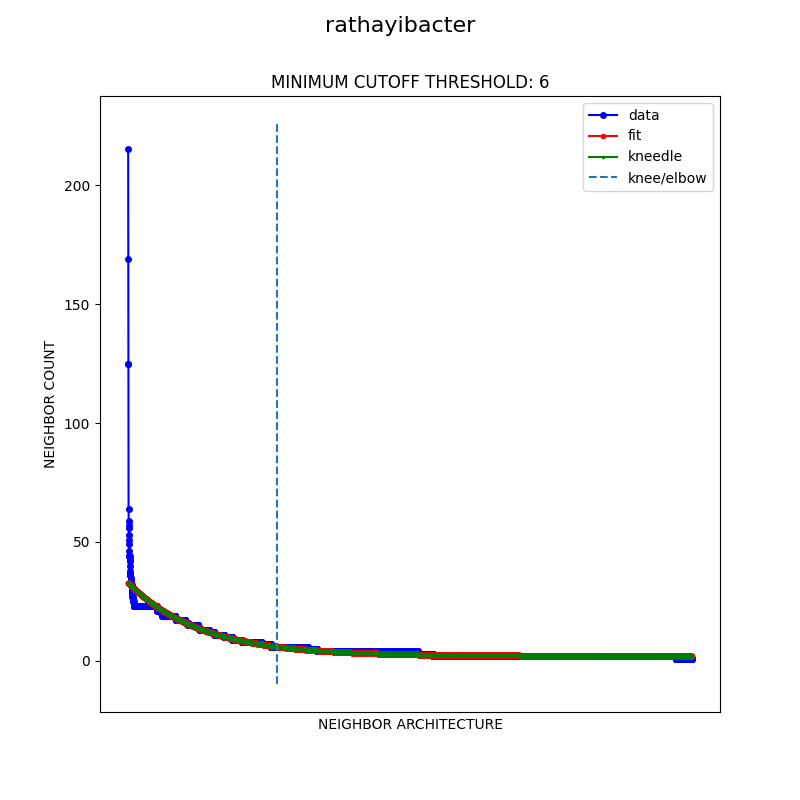 rathayibacter
MINIMUM CUTOFF THRESHOLD: 6
data
fit
kneedle
knee/elbow
200
150
100
50
0
NEIGHBOR COUNT
NEIGHBOR ARCHITECTURE